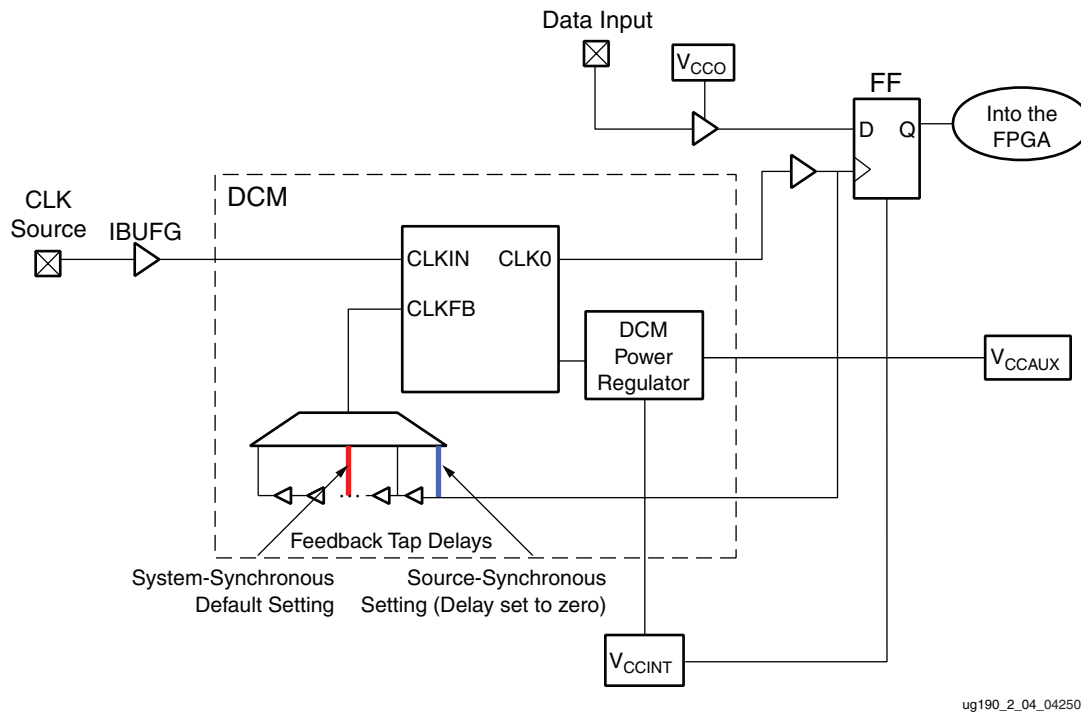 Data Input
VCCO
FF
D
Q
Into the
FPGA
DCM
CLK
Source
IBUFG
CLKIN
CLK0
CLKFB
DCM
Power
Regulator
VCCAUX
...
Feedback Tap Delays
System-Synchronous
Default Setting
Source-Synchronous
Setting (Delay set to zero)
VCCINT
ug190_2_04_04250